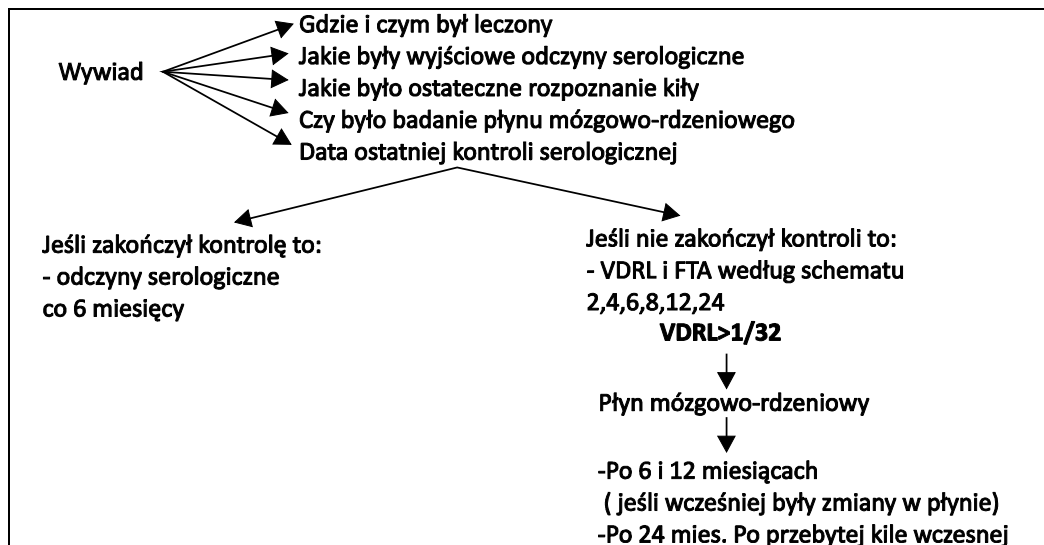 Gdzie i czym był leczony
Jakie były wyjściowe odczyny serologiczne
Wywiad
Jakie było ostateczne rozpoznanie kiły
Czy było badanie płynu mózgowo-rdzeniowego
Data ostatniej kontroli serologicznej
Jeśli zakończył kontrolę to:
- odczyny serologiczne
co 6 miesięcy
Jeśli nie zakończył kontroli to:
- VDRL i FTA według schematu
2,4,6,8,12,24
VDRL>1/32
Płyn mózgowo-rdzeniowy
-Po 6 i 12 miesiącach
( jeśli wcześniej były zmiany w płynie)
-Po 24 mies. Po przebytej kile wczesnej